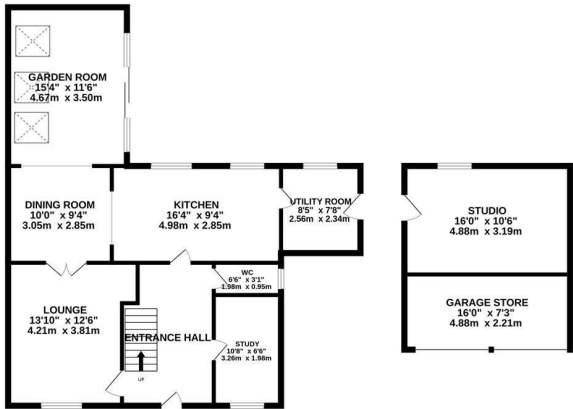 GARDEN ROOM
15'4" x 11'6"
4.67m x 3.50m
DINING ROOM
10'0" x 9'4"
3.05m x 2.85m
KITCHEN
16'4" x 9'4"
4.98m x 2.85m
UTILITY ROOM
8'5" x 7'8"
2.56m x 2.34m
STUDIO
16'0" x 10'6"
4.88m x 3.19m
WC
6'6" x 3'1"
1.98m x 0.95m
LOUNGE
13'10" x 12'6"
4.21m x 3.81m
ENTRANCE HALL
STUDY
10'8" x 6'6"
3.26m x 1.98m
UP
GARAGE STORE
16'0" x 7'3"
4.88m x 2.21m